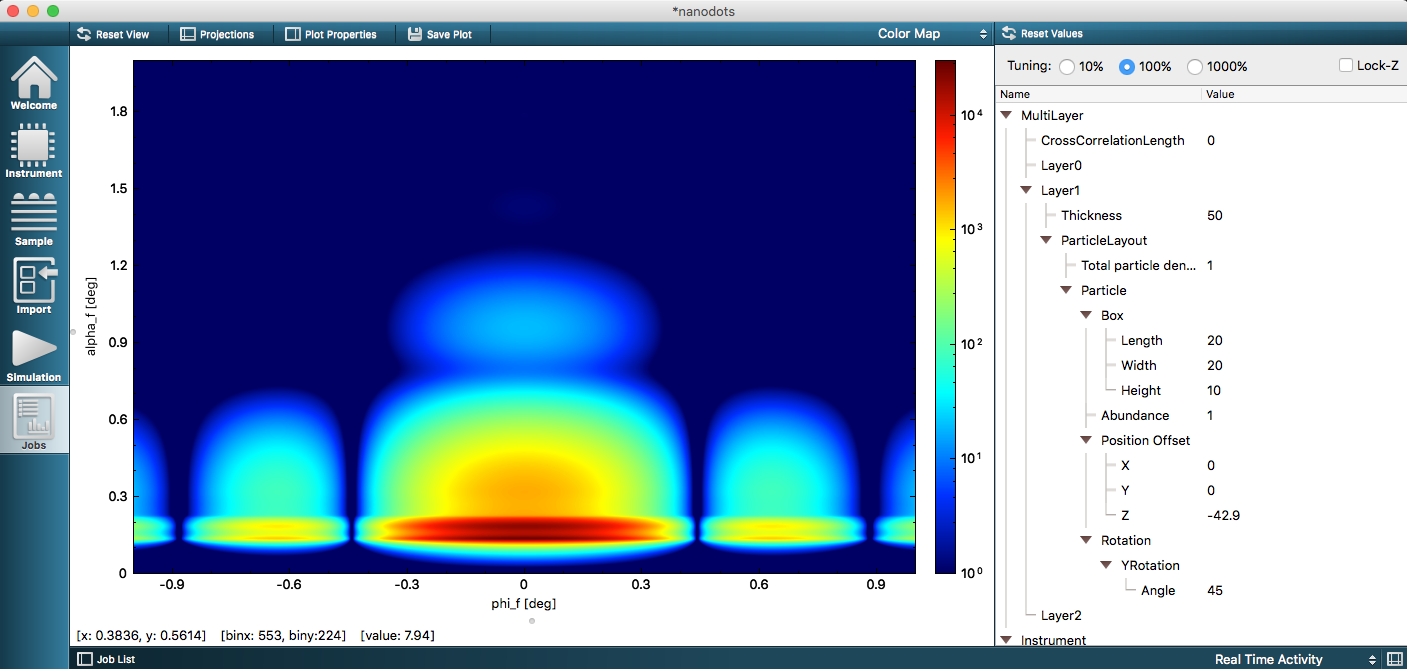 *nanodots
Reset View Projections Plot Properties Save Plot Color Map Reset Values
Welcome
Instrument
Sample
Import
Simulation
Jobs
1.8
1.5
1.2
0.9
0.6
0.3
0
alpha_f [deg]
-0.9 -0.6 -0.3 0 0.3 0.6 0.9
phi_f [deg]
10^4
10^3
10^2
10^1
10^0
[x: 0.3836, y: 0.5614] [binx: 553, biny:224] [value: 7.94]
Tuning: 10% 100% 1000% Lock-Z
Name Value
MultiLayer
CrossCorrelationLength 0
Layer0
Layer1
Thickness 50
ParticleLayout
Total particle den... 1
Particle
Box
Length 20
Width 20
Height 10
Abundance 1
Position Offset
X 0
Y 0
Z -42.9
Rotation
YRotation
Angle 45
Layer2
Instrument
Job List Real Time Activity